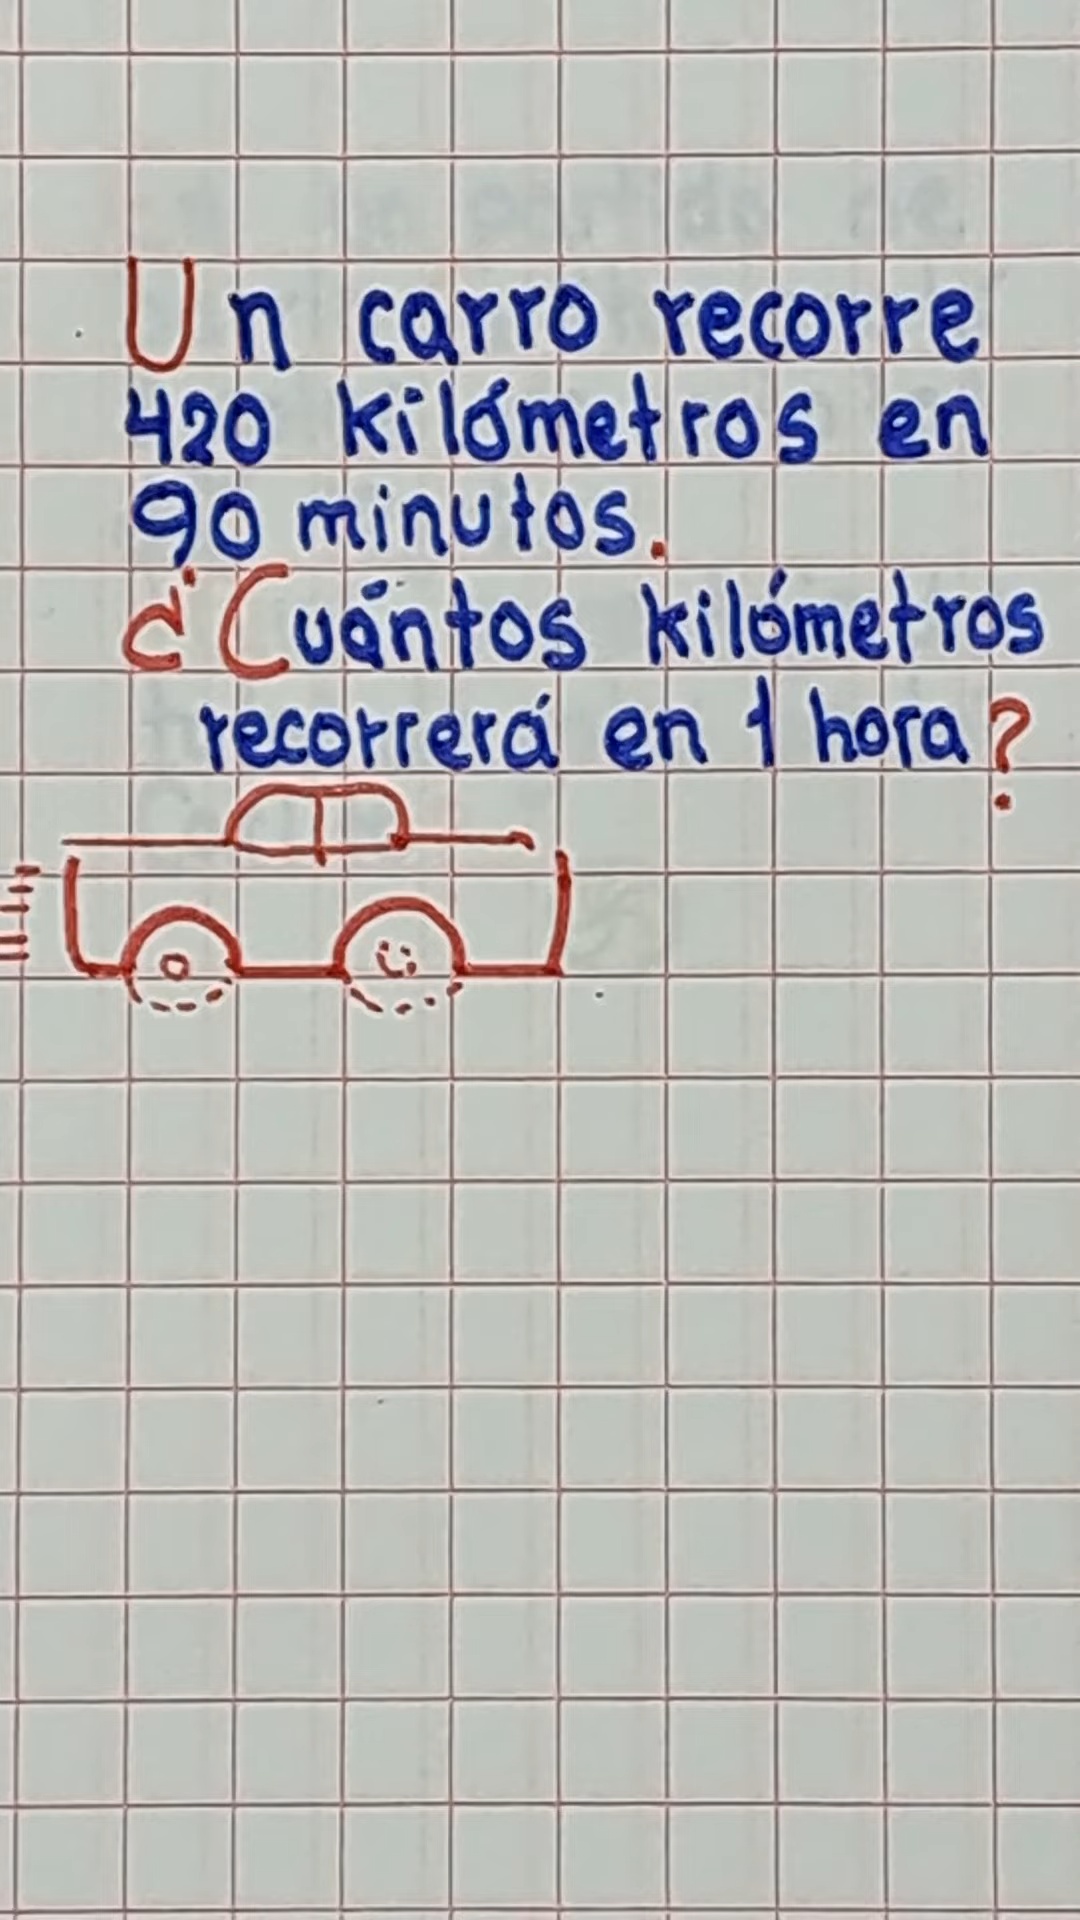 Un carro recorre
420 kilómetros en
90 minutos.
¿Cuántos kilómetros
recorrerá en 1 hora?